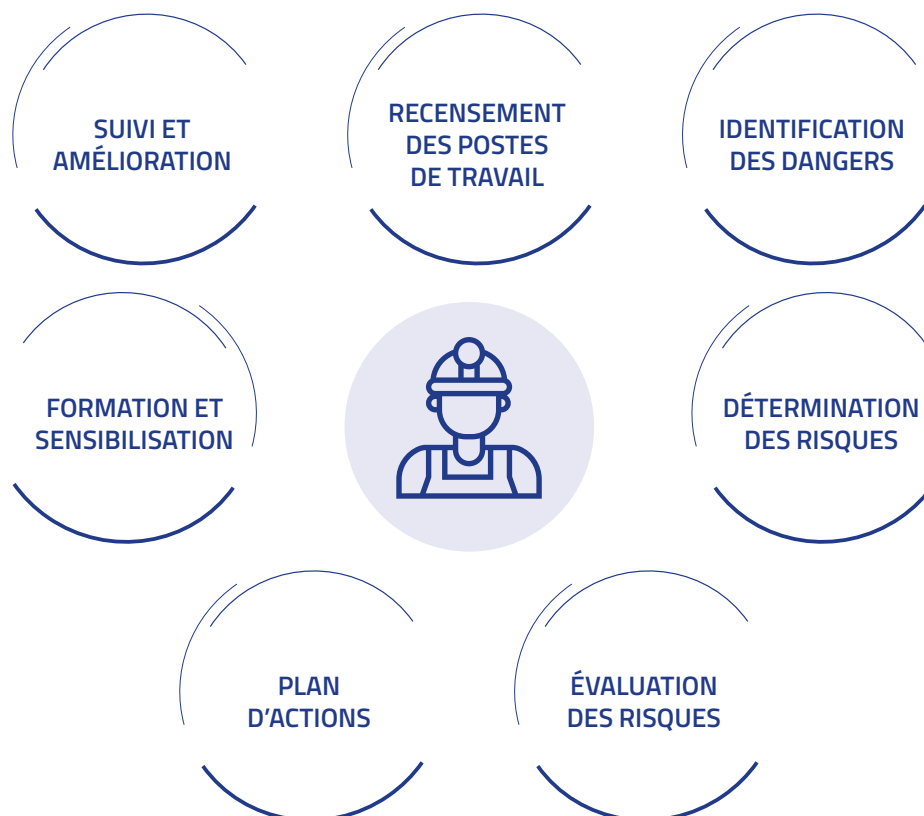 SUIVI ET
AMÉLIORATION
RECENSEMENT
DES POSTES
DE TRAVAIL
IDENTIFICATION
DES DANGERS
FORMATION ET
SENSIBILISATION
DÉTERMINATION
DES RISQUES
PLAN
D’ACTIONS
ÉVALUATION
DES RISQUES